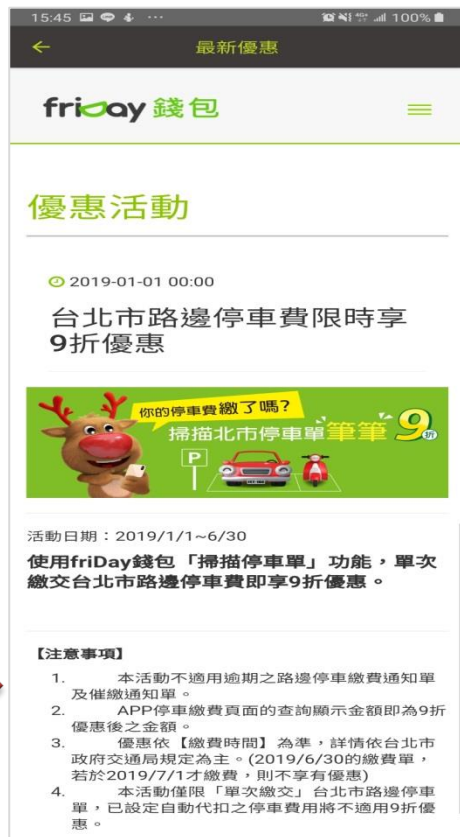 15:45 ... 100%
最新優惠
friDay 錢包
優惠活動
2019-01-01 00:00
台北市路邊停車費限時享
9折優惠
你的停車費繳了嗎?
掃描北市停車單筆筆9折
P
活動日期：2019/1/1~6/30
使用friDay錢包「掃描停車單」功能，單次
繳交台北市路邊停車費即享9折優惠。
【注意事項】
1. 本活動不適用逾期之路邊停車繳費通知單
及催繳通知單。
2. APP停車繳費頁面的查詢顯示金額即為9折
優惠後之金額。
3. 優惠依【繳費時間】為準，詳情依台北市
政府交通局規定為主。(2019/6/30的繳費單，
若於2019/7/1才繳費，則不享有優惠)
4. 本活動僅限「單次繳交」台北市路邊停車
單，已設定自動代扣之停車費用將不適用9折優
惠。